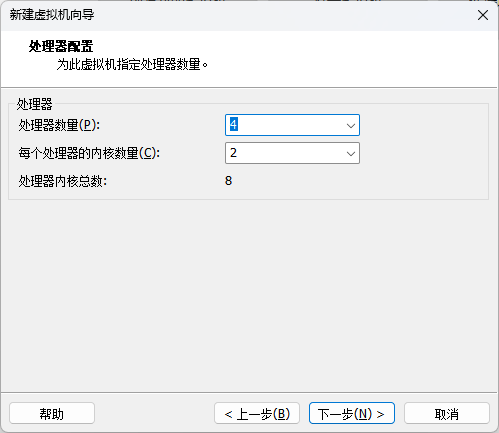 新建虚拟机向导
处理器配置
为此虚拟机指定处理器数量。
处理器
处理器数量(P):
4
每个处理器的内核数量(C):
2
处理器内核总数:
8
帮助
< 上一步(B)
下一步(N) >
取消